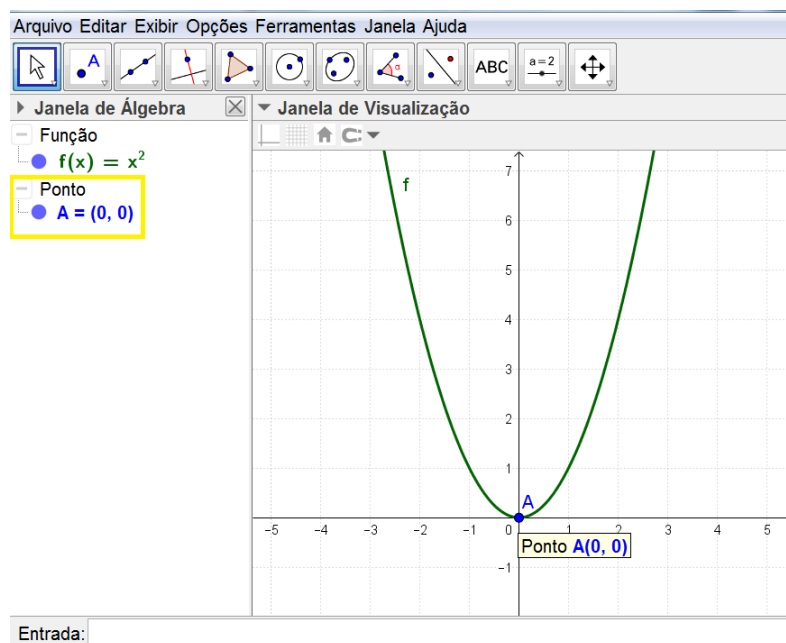 Arquivo Editar Exibir Opções Ferramentas Janela Ajuda
A
α
ABC
a=2
Janela de Álgebra
Janela de Visualização
Função
f(x) = x²
Ponto
A = (0, 0)
f
7
6
5
4
3
2
1
A
-5 -4 -3 -2 -1 0 1 2 3 4 5
Ponto A(0, 0)
-1
Entrada: